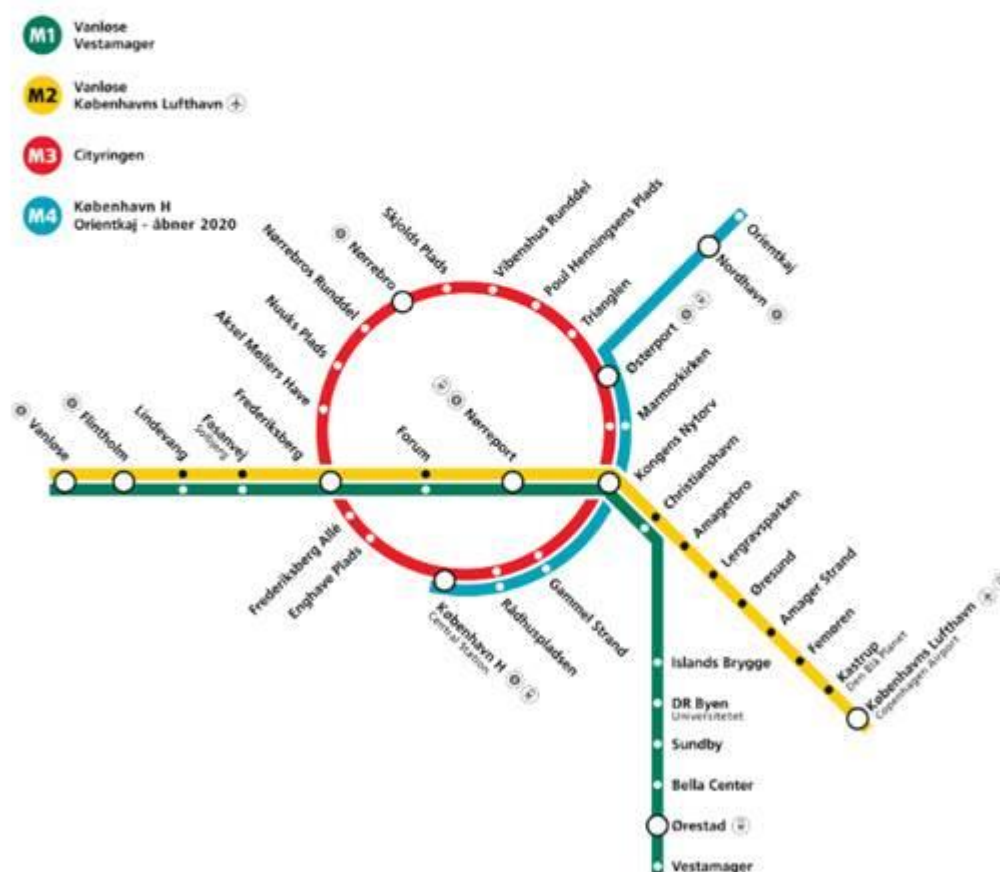 M1
Vanløse
Vestamager
M2
Vanløse
Københavns Lufthavn
M3
Cityringen
M4
København H
Orientkaj - åbner 2020
Vanløse
Flintholm
Lindevang
Fasanvej
Solbjerg
Frederiksberg
Aksel Møllers Have
Nuuks Plads
Nørrebros Runddel
Nørrebro
Skjolds Plads
Vibenshus Runddel
Poul Henningsens Plads
Trianglen
Orientkaj
Nordhavn
Østerport
Marmorkirken
Forum
Nørreport
Kongens Nytorv
Christianshavn
Amagerbro
Lergravsparken
Øresund
Amager Strand
Femøren
Kastrup
Den Blå Planet
Københavns Lufthavn
Copenhagen Airport
Frederiksberg Allé
Enghave Plads
København H
Central Station
Rådhuspladsen
Gammel Strand
Islands Brygge
DR Byen
Universitetet
Sundby
Bella Center
Ørestad
Vestamager